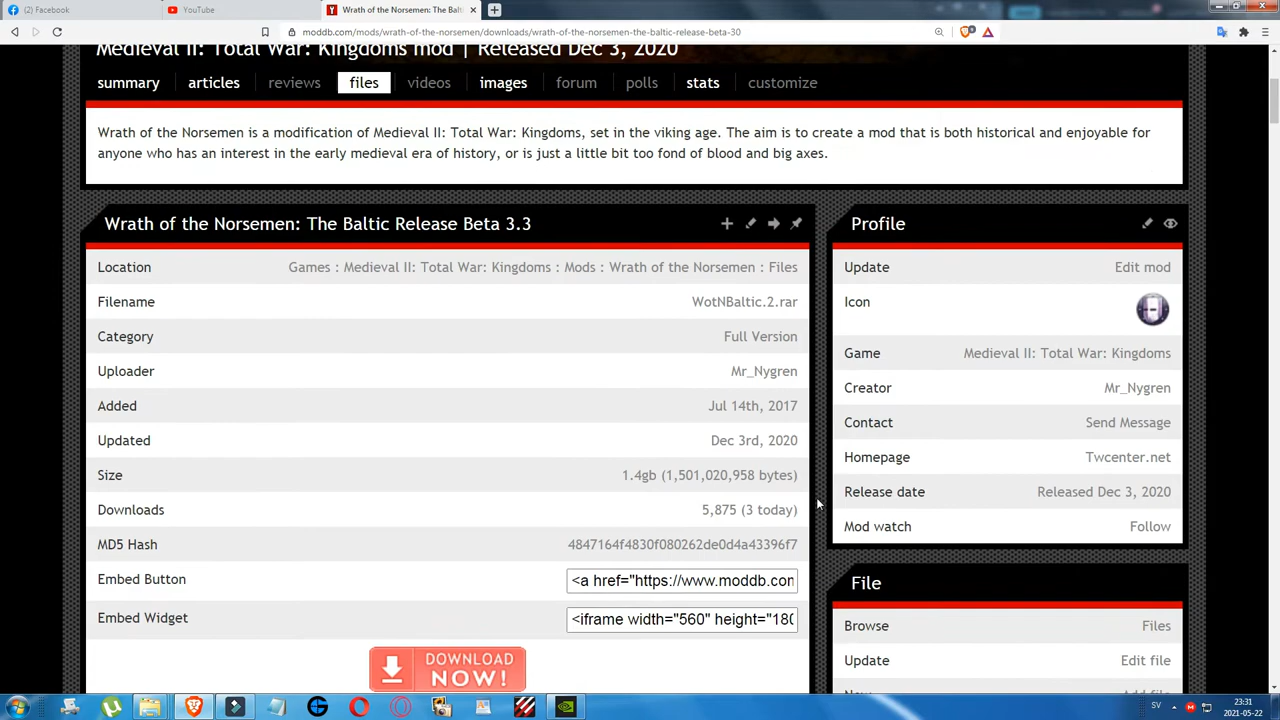 (2) Facebook
YouTube
Wrath of the Norsemen: The Balt
moddb.com/mods/wrath-of-the-norsemen/downloads/wrath-of-the-norsemen-the-baltic-release-beta-30
Medieval II: Total War: Kingdoms mod | Released Dec 3, 2020
summary articles reviews files videos images forum polls stats customize
Wrath of the Norsemen is a modification of Medieval II: Total War: Kingdoms, set in the viking age. The aim is to create a mod that is both historical and enjoyable for
anyone who has an interest in the early medieval era of history, or is just a little bit too fond of blood and big axes.
Wrath of the Norsemen: The Baltic Release Beta 3.3
Location Games : Medieval II: Total War: Kingdoms : Mods : Wrath of the Norsemen : Files
Filename WotNBaltic.2.rar
Category Full Version
Uploader Mr_Nygren
Added Jul 14th, 2017
Updated Dec 3rd, 2020
Size 1.4gb (1,501,020,958 bytes)
Downloads 5,875 (3 today)
MD5 Hash 4847164f4830f080262de0d4a43396f7
Embed Button <a href="https://www.moddb.con
Embed Widget <iframe width="560" height="180
DOWNLOAD
NOW!
Profile
Update Edit mod
Icon
Game Medieval II: Total War: Kingdoms
Creator Mr_Nygren
Contact Send Message
Homepage Twcenter.net
Release date Released Dec 3, 2020
Mod watch Follow
File
Browse Files
Update Edit file
SV
23:31
2021-05-22